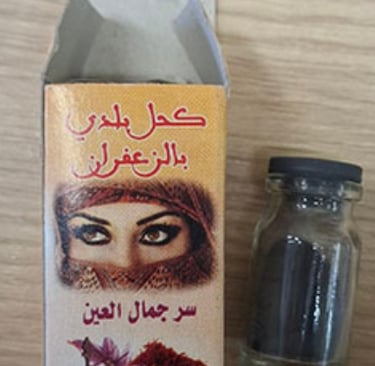 كحل بلدي
بالزعفران
سر جمال العين